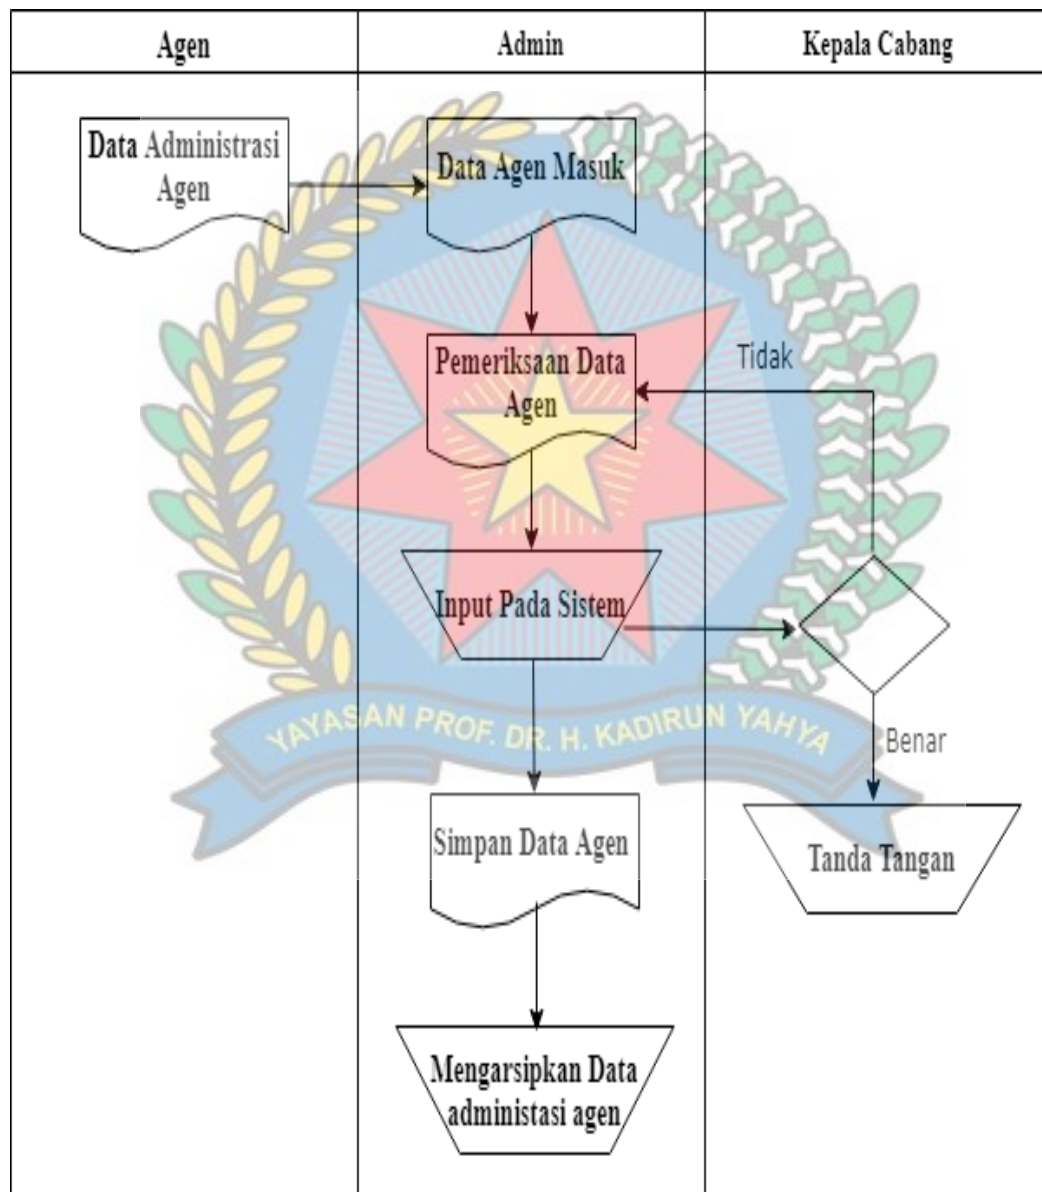 Agen
Admin
Kepala Cabang
Data Administrasi
Agen
Data Agen Masuk
Pemeriksaan Data
Agen
Tidak
Input Pada Sistem
YAYASAN PROF. DR. H. KADIRUN YAHYA
Benar
Simpan Data Agen
Tanda Tangan
Mengarsipkan Data
administasi agen